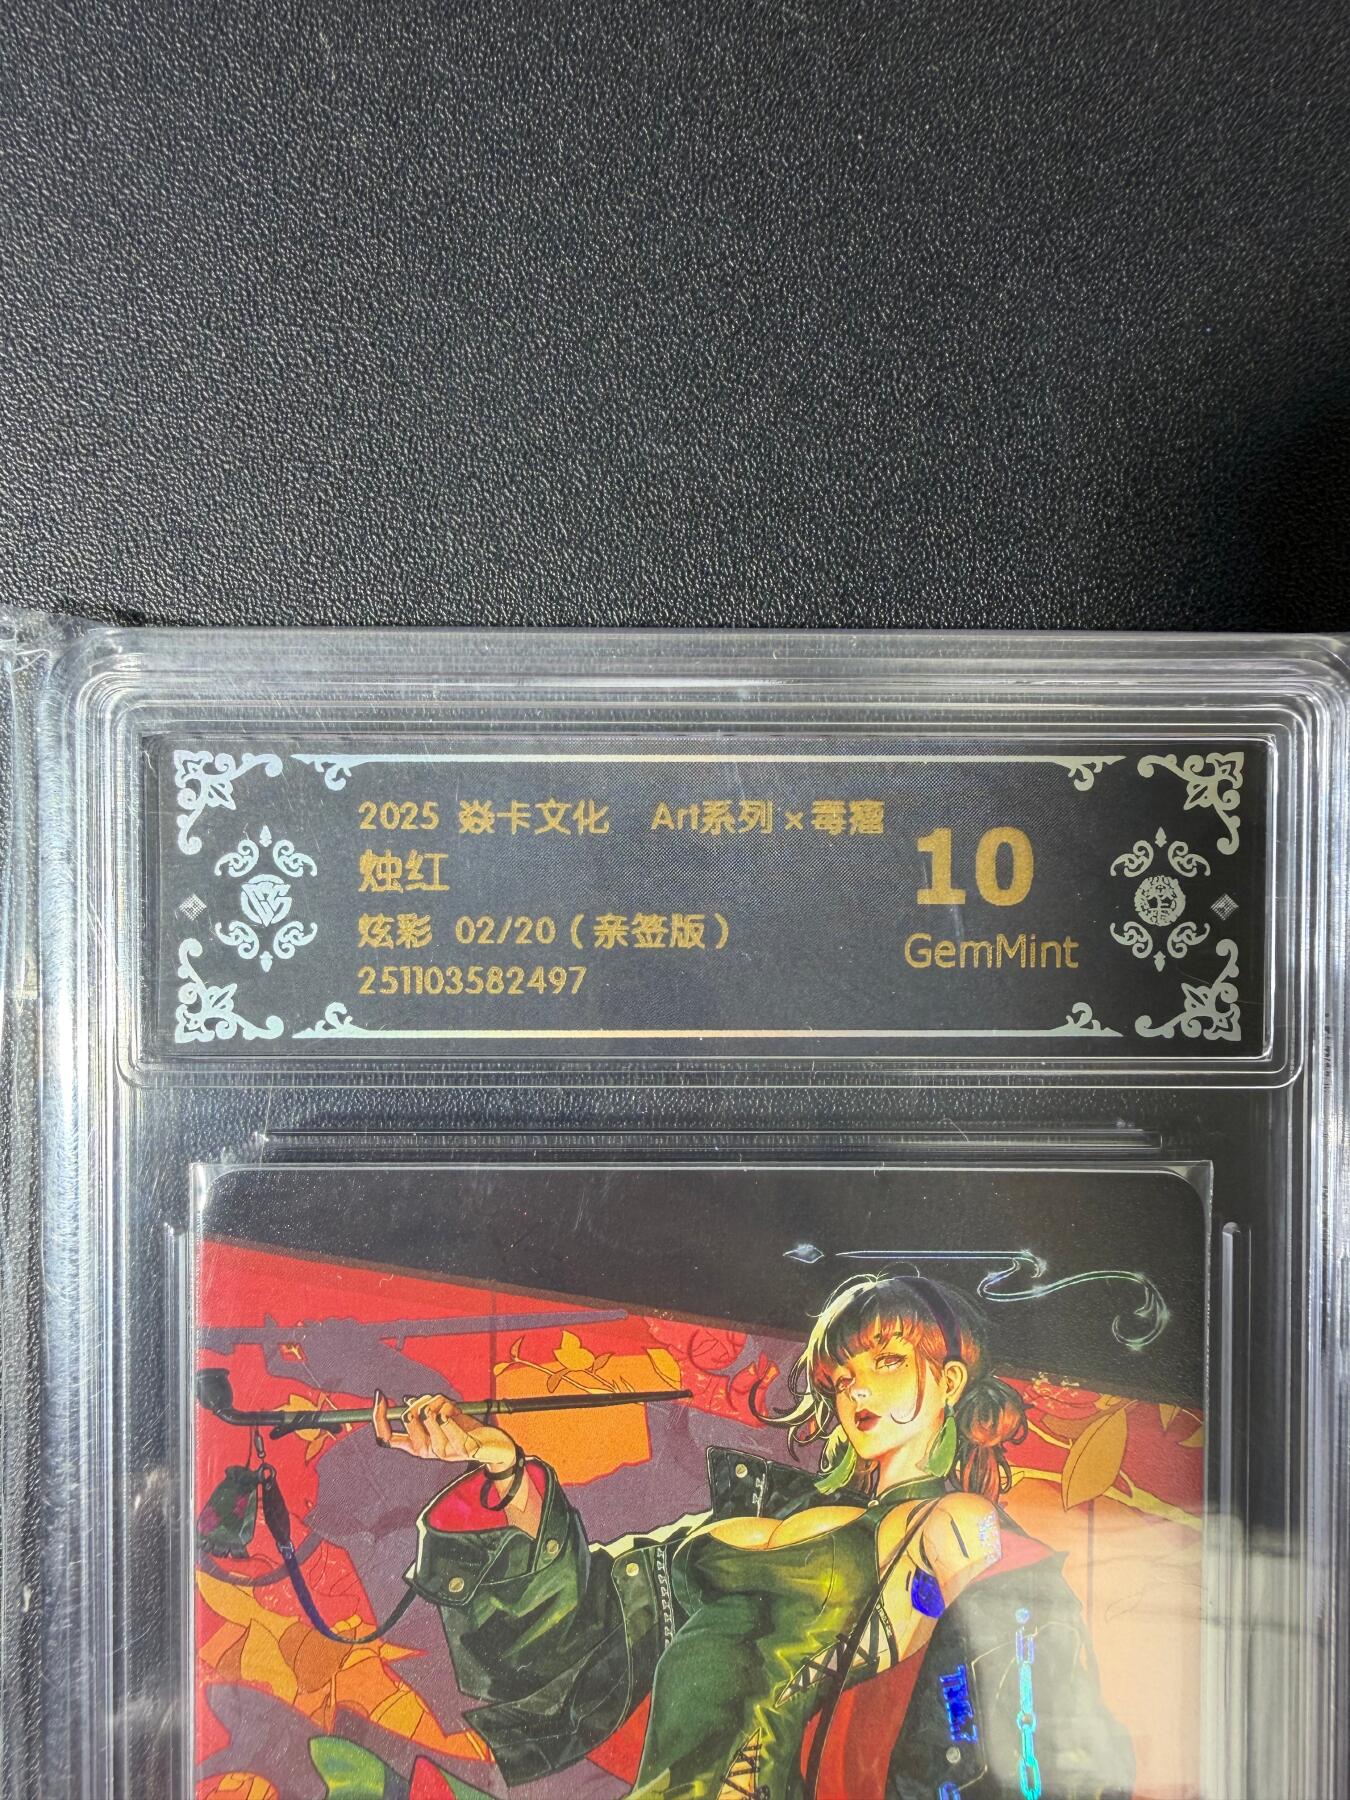 2025 焱卡文化 Art系列 x 毒瘤
烛红
炫彩 02/20（亲签版）
251103582497
10
GemMint